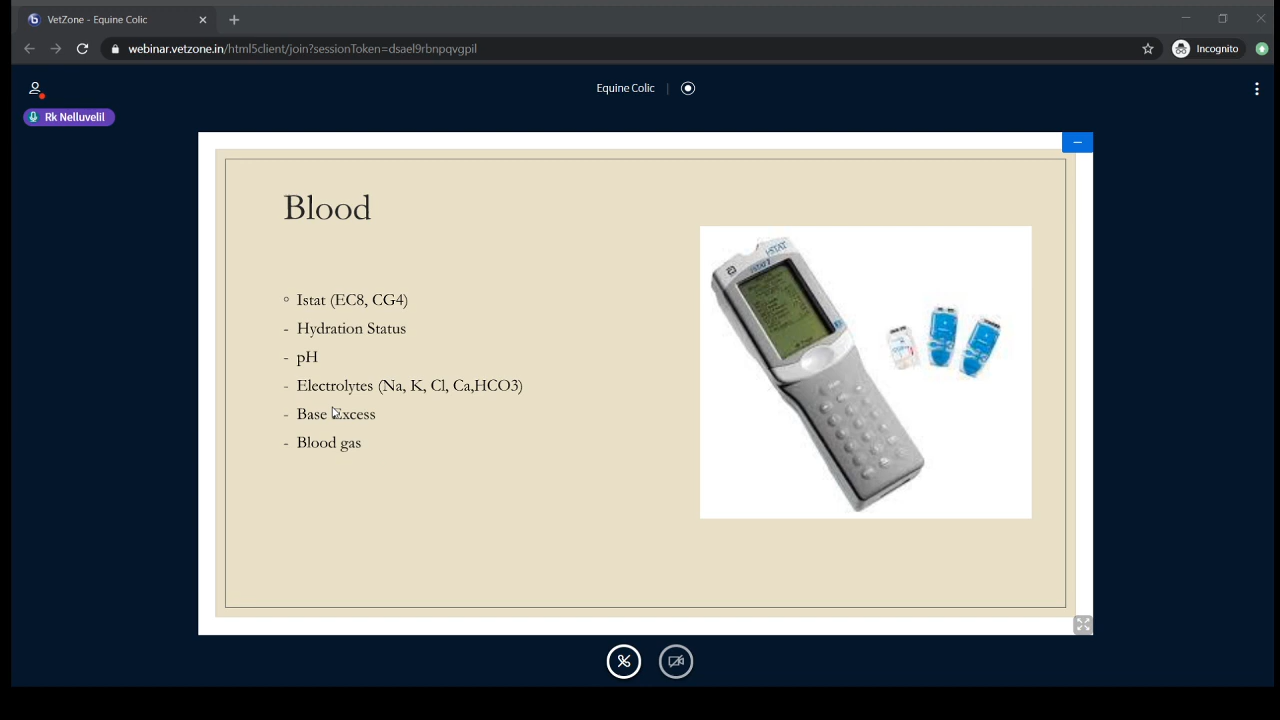 VetZone - Equine Colic
webinar.vetzone.in/html5client/join?sessionToken=dsael9rbnpqvgpil
Incognito
Equine Colic
Rk Nelluvelil
Blood
Istat (EC8, CG4)
- Hydration Status
- pH
- Electrolytes (Na, K, Cl, Ca,HCO3)
- Base Excess
- Blood gas
i-STAT